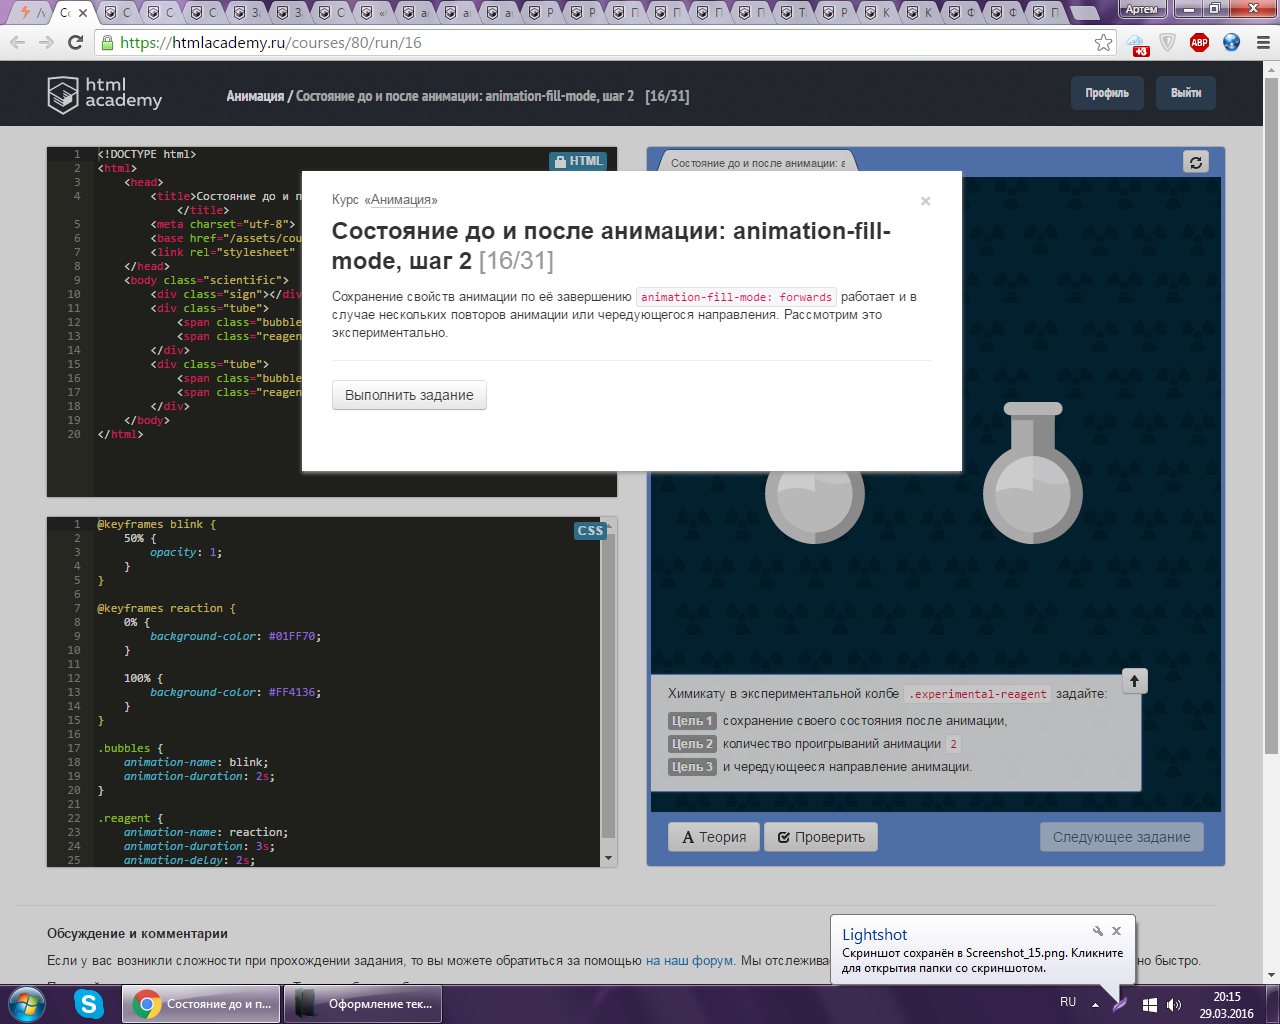 Артем
https://htmlacademy.ru/courses/80/run/16
+3
ABP
html
academy
Анимация / Состояние до и после анимации: animation-fill-mode, шаг 2 [16/31]
Профиль
Выйти
1 <!DOCTYPE html>
HTML
2 <html>
3 <head>
4 <title>Состояние до и п
</title>
5 <meta charset="utf-8">
6 <base href="/assets/cou
7 <link rel="stylesheet"
8 </head>
9 <body class="scientific">
10 <div class="sign"></div
11 <div class="tube">
12 <span class="bubble
13 <span class="reagen
14 </div>
15 <div class="tube">
16 <span class="bubble
17 <span class="reagen
18 </div>
19 </body>
20 </html>
Состояние до и после анимации: a
Курс «Анимация»
×
Состояние до и после анимации: animation-fill-
mode, шаг 2 [16/31]
Сохранение свойств анимации по её завершению animation-fill-mode: forwards работает и в
случае нескольких повторов анимации или чередующегося направления. Рассмотрим это
экспериментально.
Выполнить задание
CSS
1 @keyframes blink {
2 50% {
3 opacity: 1;
4 }
5 }
6
7 @keyframes reaction {
8 0% {
9 background-color: #01FF70;
10 }
11
12 100% {
13 background-color: #FF4136;
14 }
15 }
16
17 .bubbles {
18 animation-name: blink;
19 animation-duration: 2s;
20 }
21
22 .reagent {
23 animation-name: reaction;
24 animation-duration: 3s;
25 animation-delay: 2s;
Химикату в экспериментальной колбе .experimental-reagent задайте:
Цель 1 сохранение своего состояния после анимации,
Цель 2 количество проигрываний анимации 2
Цель 3 и чередующееся направление анимации.
Теория
Проверить
Следующее задание
Обсуждение и комментарии
Если у вас возникли сложности при прохождении задания, то вы можете обратиться за помощью на наш форум. Мы отслежива
но быстро.
Lightshot
Скриншот сохранён в Screenshot_15.png. Кликните
для открытия папки со скриншотом.
Состояние до и п...
Оформление тек...
RU
20:15
29.03.2016